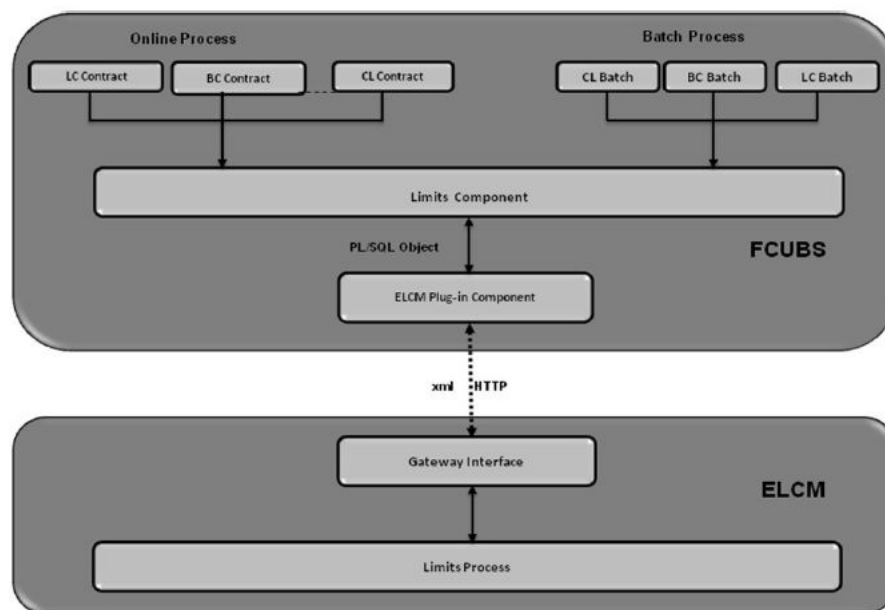 Online Process
Batch Process
LC Contract
BC Contract
CL Contract
CL Batch
BC Batch
LC Batch
Limits Component
PL/SQL Object
FCUBS
ELCM Plug-in Component
xml HTTP
Gateway Interface
ELCM
Limits Process